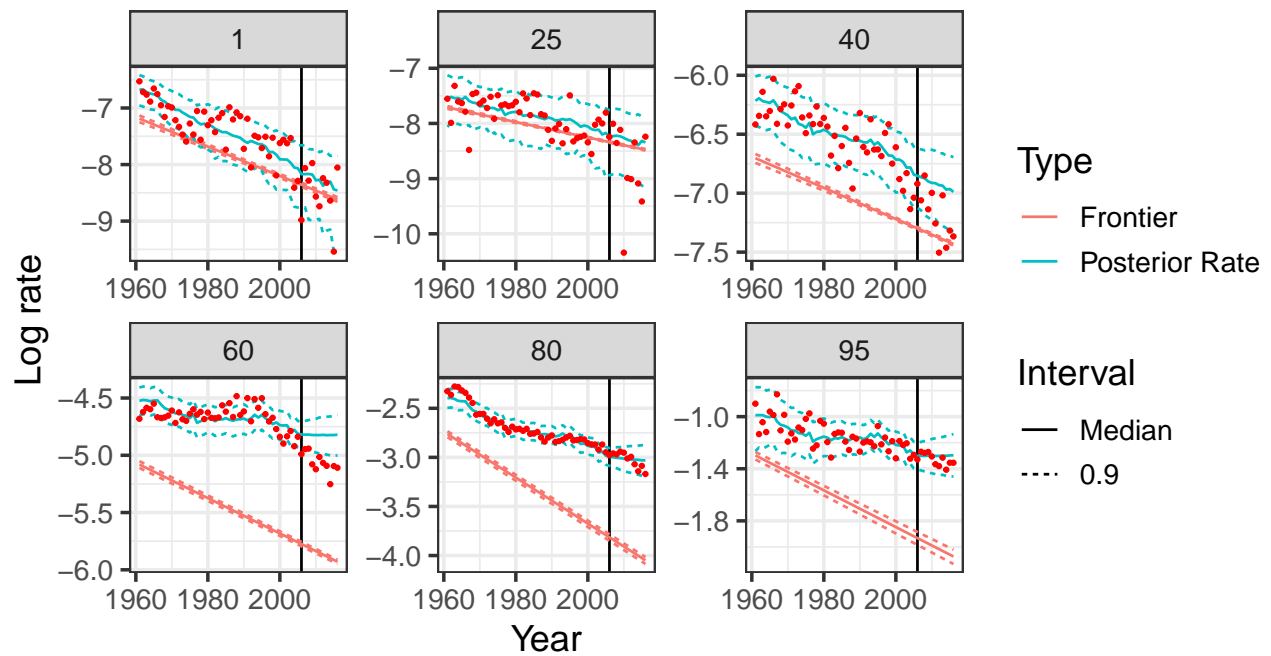 1
25
40
−7
−8
−9
−7
−8
−9
−10
−6.0
−6.5
−7.0
−7.5
1960 1980 2000
1960 1980 2000
1960 1980 2000
60
80
95
−4.5
−5.0
−5.5
−6.0
−2.5
−3.0
−3.5
−4.0
−1.0
−1.4
−1.8
1960 1980 2000
1960 1980 2000
1960 1980 2000
Log rate
Year
Type
Frontier
Posterior Rate
Interval
Median
0.9